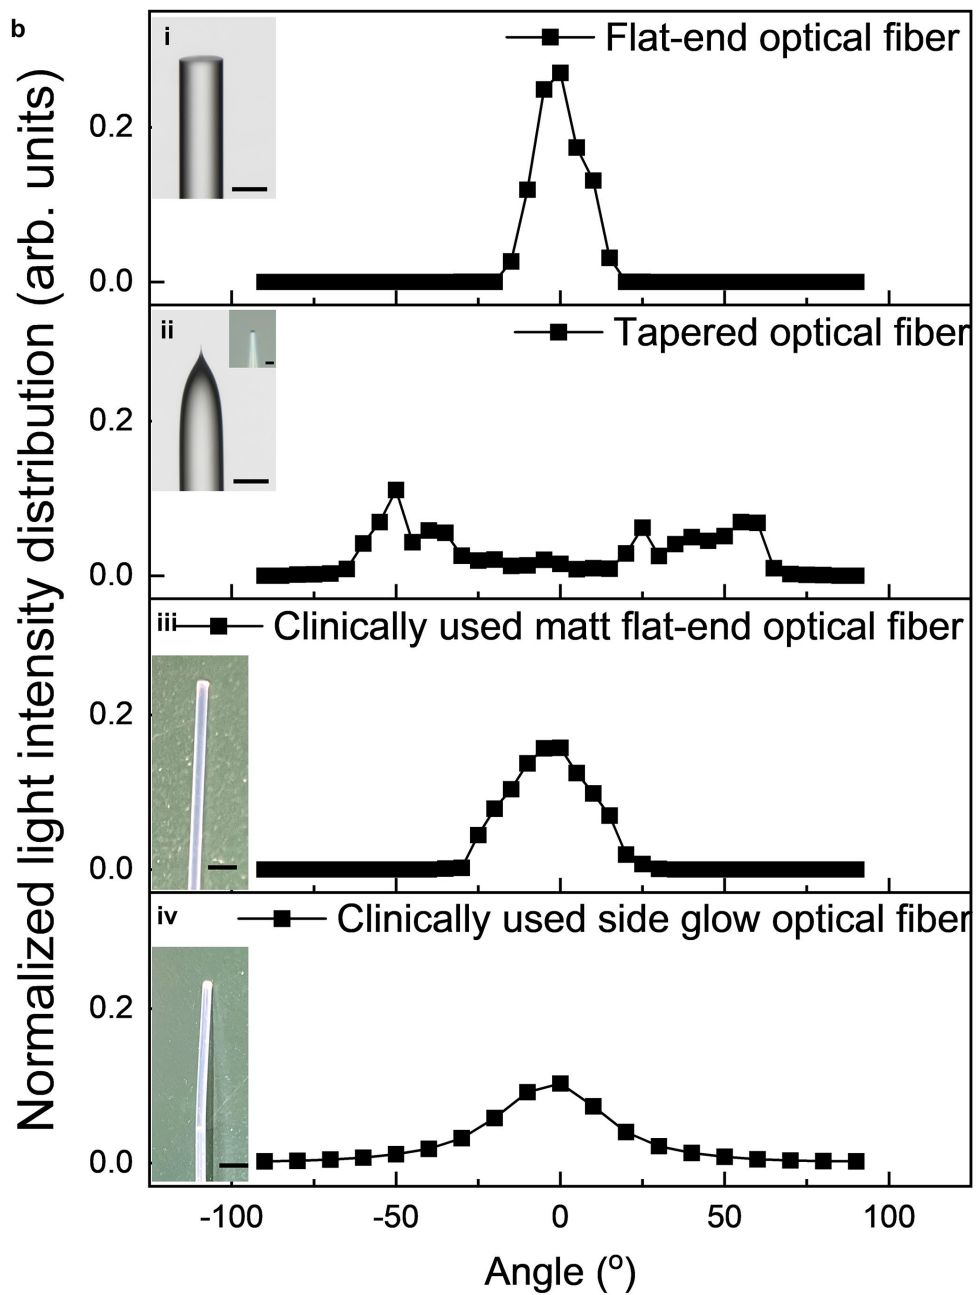 b
Normalized light intensity distribution (arb. units)
i
Flat-end optical fiber
0.2
0.0
ii
Tapered optical fiber
0.2
0.0
iii
Clinically used matt flat-end optical fiber
0.2
0.0
iv
Clinically used side glow optical fiber
0.2
0.0
-100 -50 0 50 100
Angle (º)